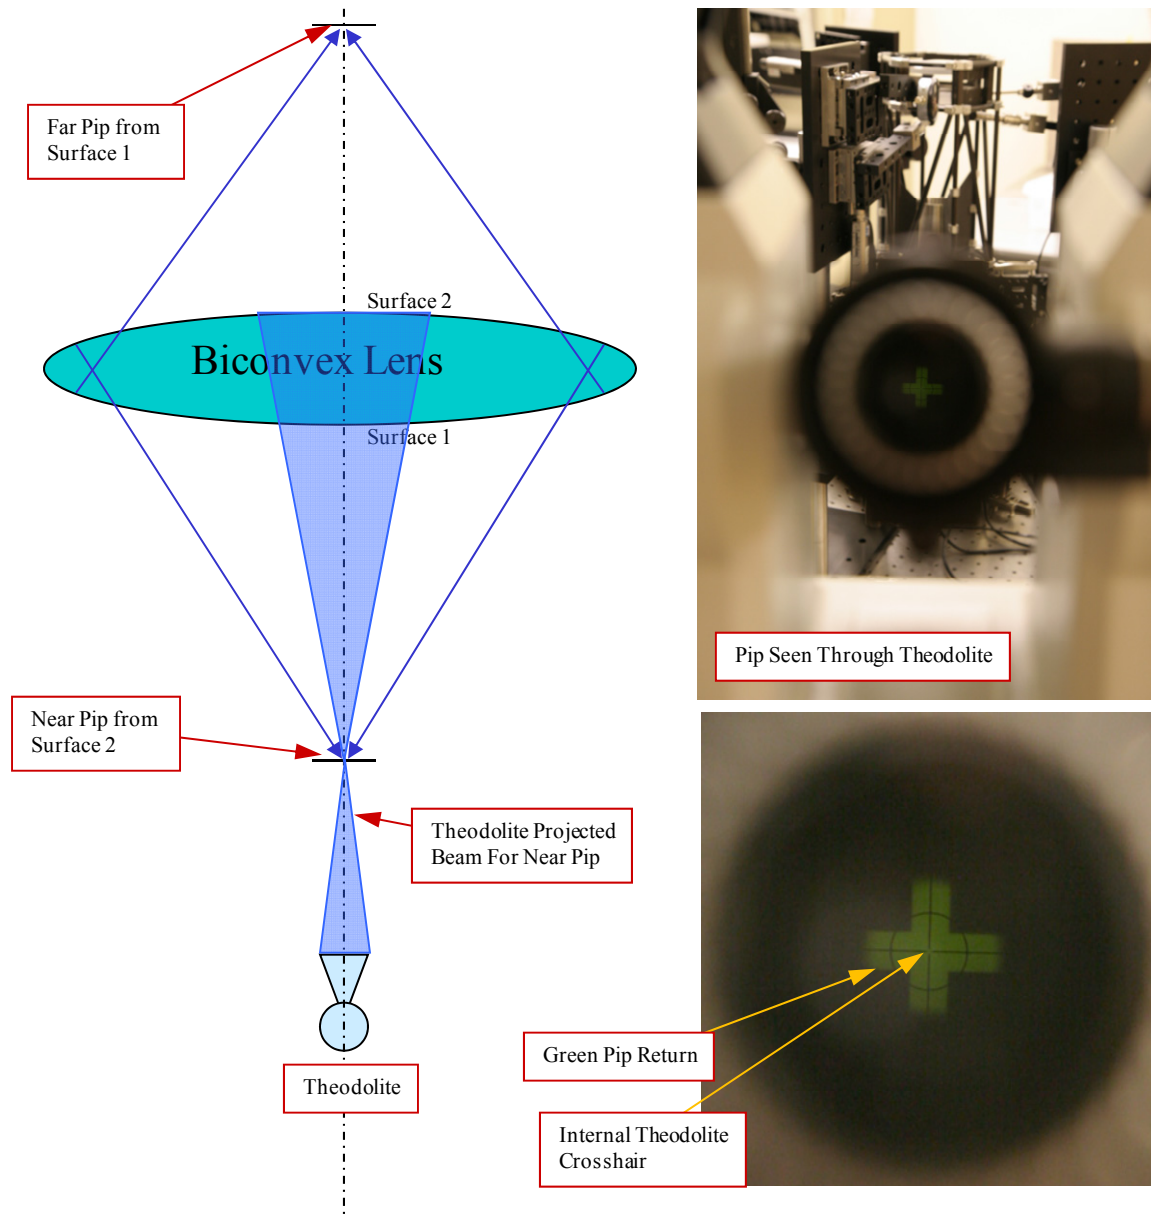 Far Pip from
Surface 1
Surface 2
Biconvex Lens
Surface 1
Pip Seen Through Theodolite
Near Pip from
Surface 2
Theodolite Projected
Beam For Near Pip
Green Pip Return
Theodolite
Internal Theodolite
Crosshair